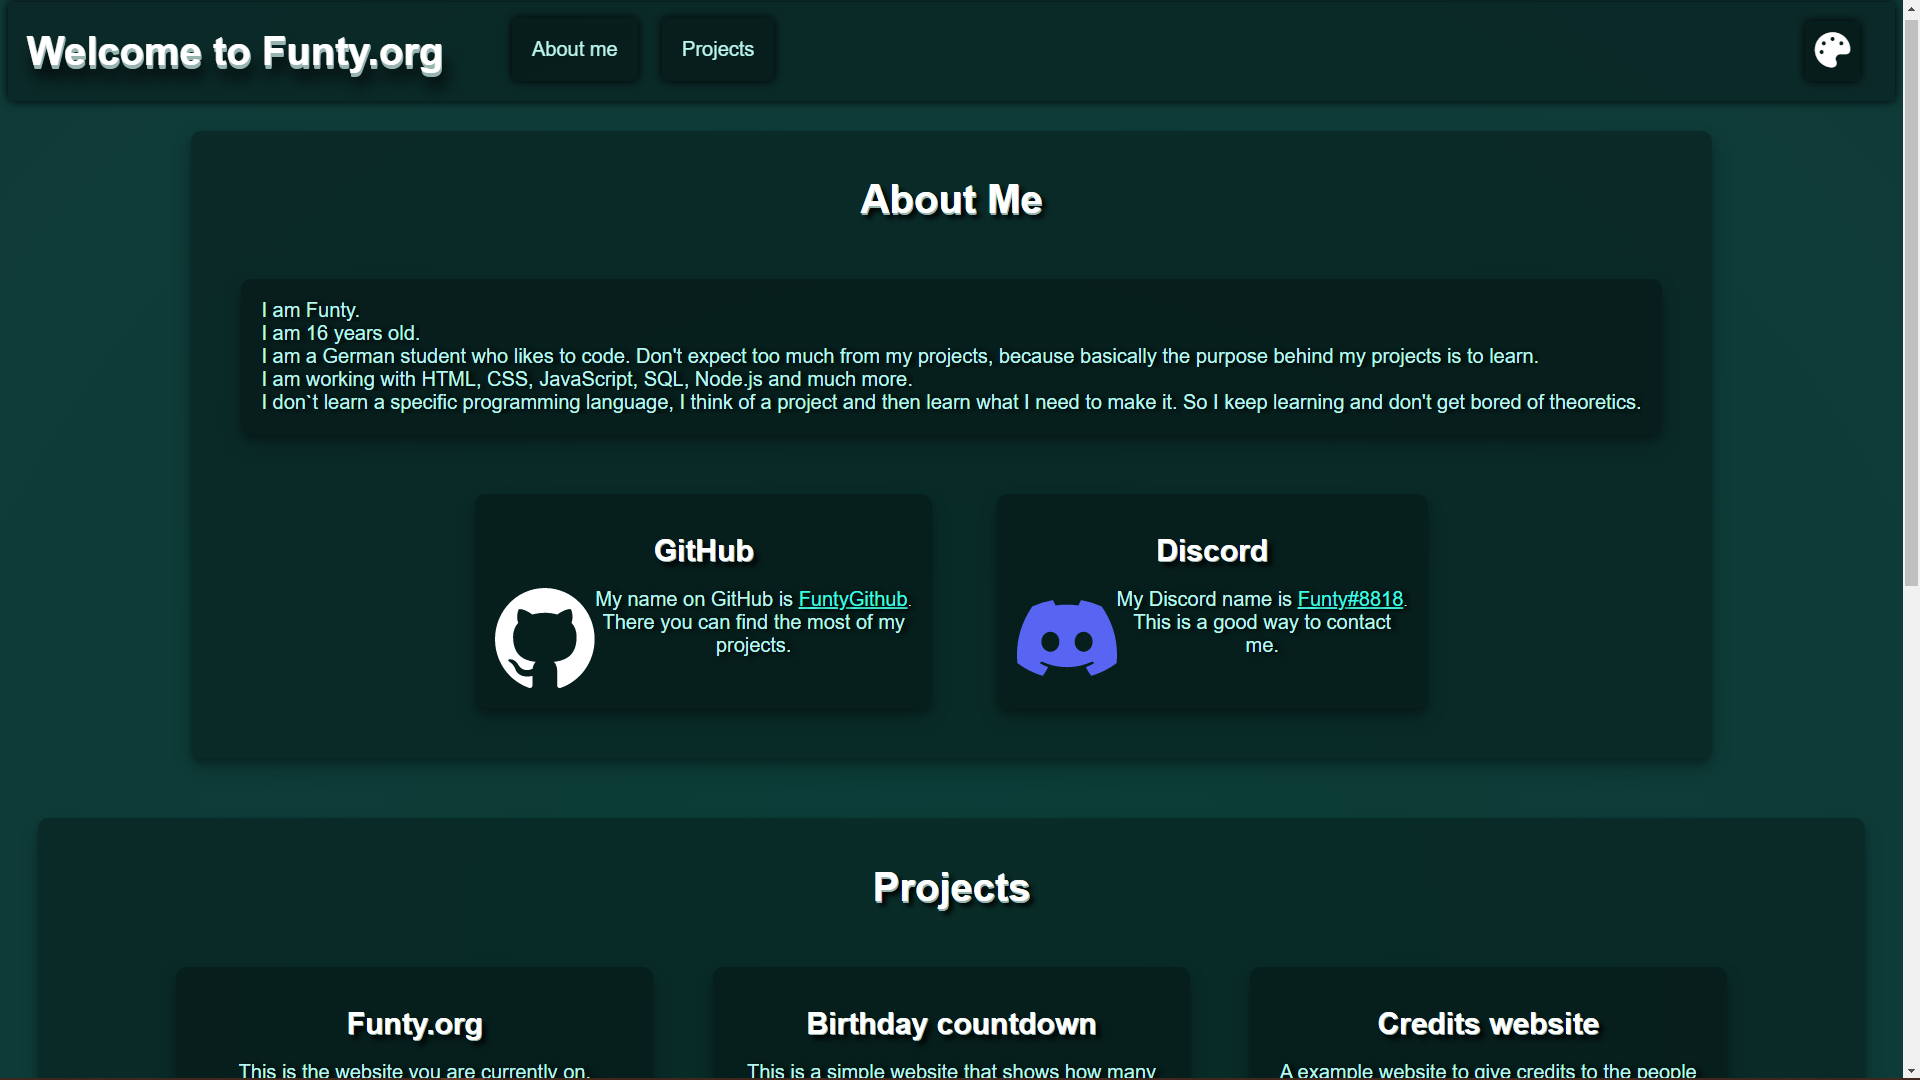 Welcome to Funty.org
About me
Projects
About Me
I am Funty.
I am 16 years old.
I am a German student who likes to code. Don't expect too much from my projects, because basically the purpose behind my projects is to learn.
I am working with HTML, CSS, JavaScript, SQL, Node.js and much more.
I don`t learn a specific programming language, I think of a project and then learn what I need to make it. So I keep learning and don't get bored of theoretics.
GitHub
My name on GitHub is FuntyGithub.
There you can find the most of my
projects.
Discord
My Discord name is Funty#8818.
This is a good way to contact
me.
Projects
Funty.org
This is the website you are currently on.
Birthday countdown
This is a simple website that shows how many
Credits website
A example website to give credits to the people